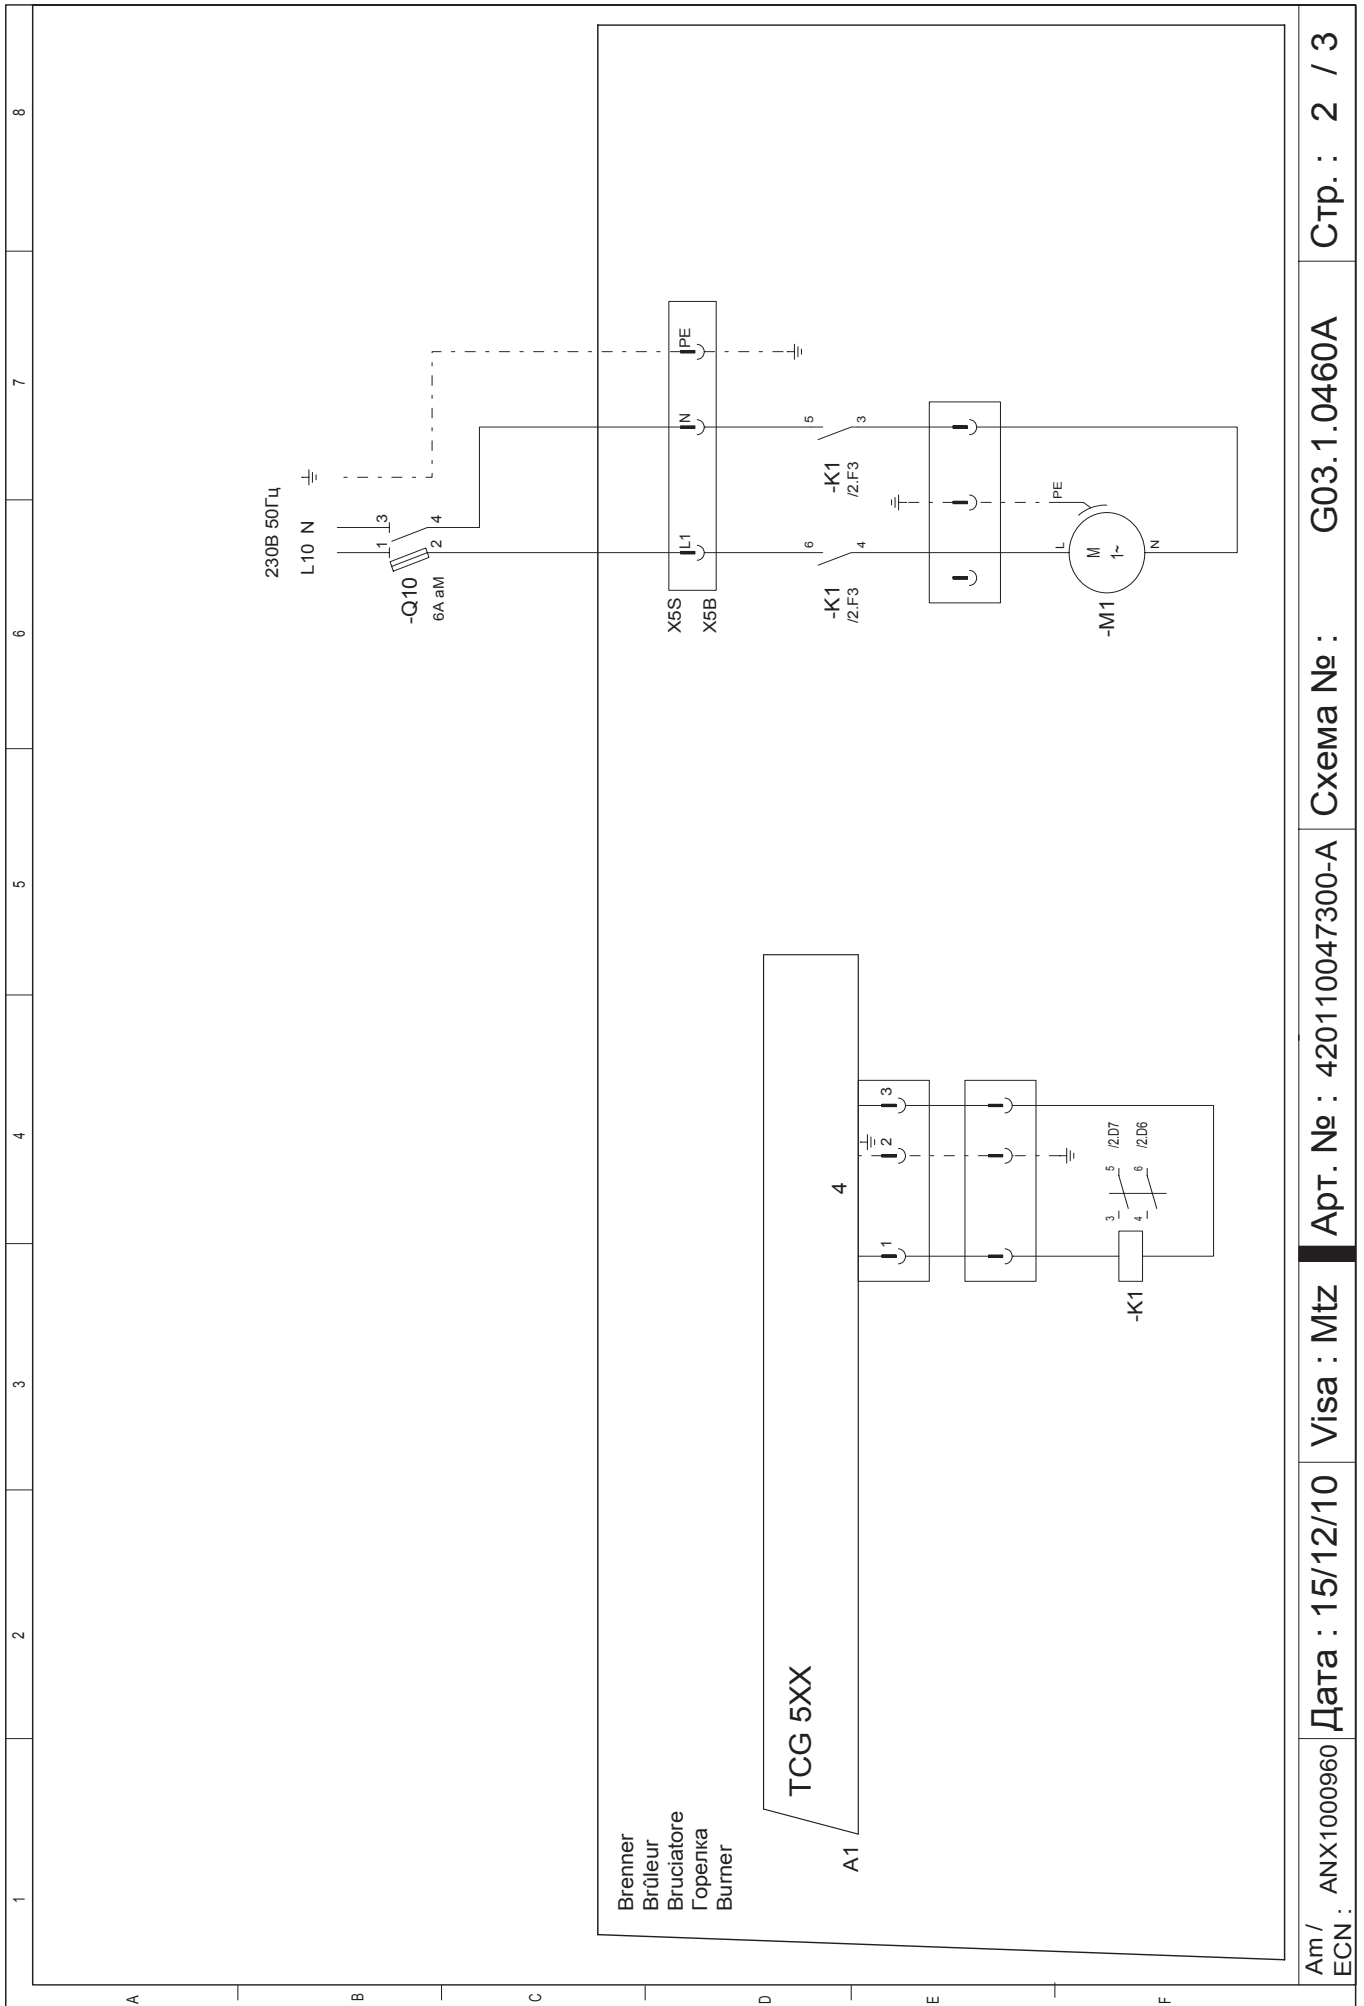 1 2 3 4 5 6 7 8
A
B
C
D
E
F
230В 50Гц
L10 N
1 3
2 4
-Q10
6A aM
Brenner
Brûleur
Bruciatore
Горелка
Burner
X5S
X5B
L1 N PE
TCG 5XX
A1
4
1 2 3
-K1
/2.F3
6
4
-K1
/2.F3
5
3
-K1
3 5 /2.D7
4 6 /2.D6
-M1
L
M
1~
N
PE
Am /
ECN : ANX1000960
Дата : 15/12/10
Visa : Mtz
Арт. № : 420110047300-A
Схема № : G03.1.0460A
Стр. : 2 / 3